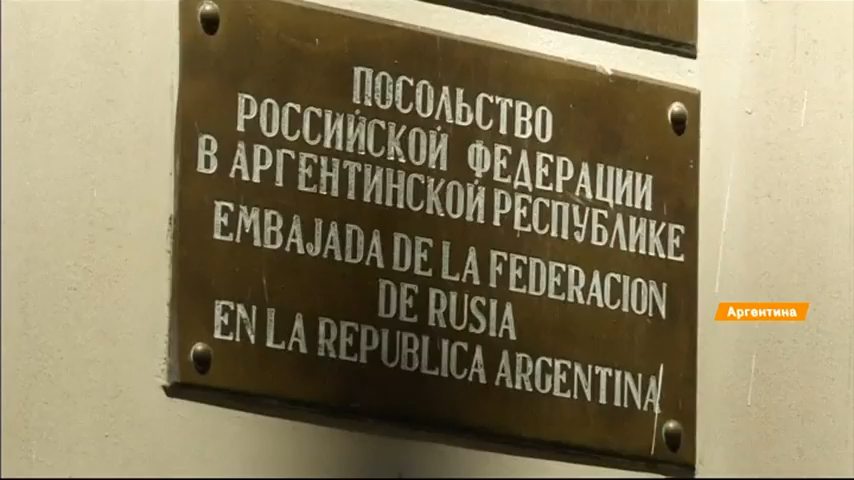 ПОСОЛЬСТВО
РОССИЙСКОЙ ФЕДЕРАЦИИ
В АРГЕНТИНСКОЙ РЕСПУБЛИКЕ
EMBAJADA DE LA FEDERACION
DE RUSIA
EN LA REPUBLICA ARGENTINA
Аргентина